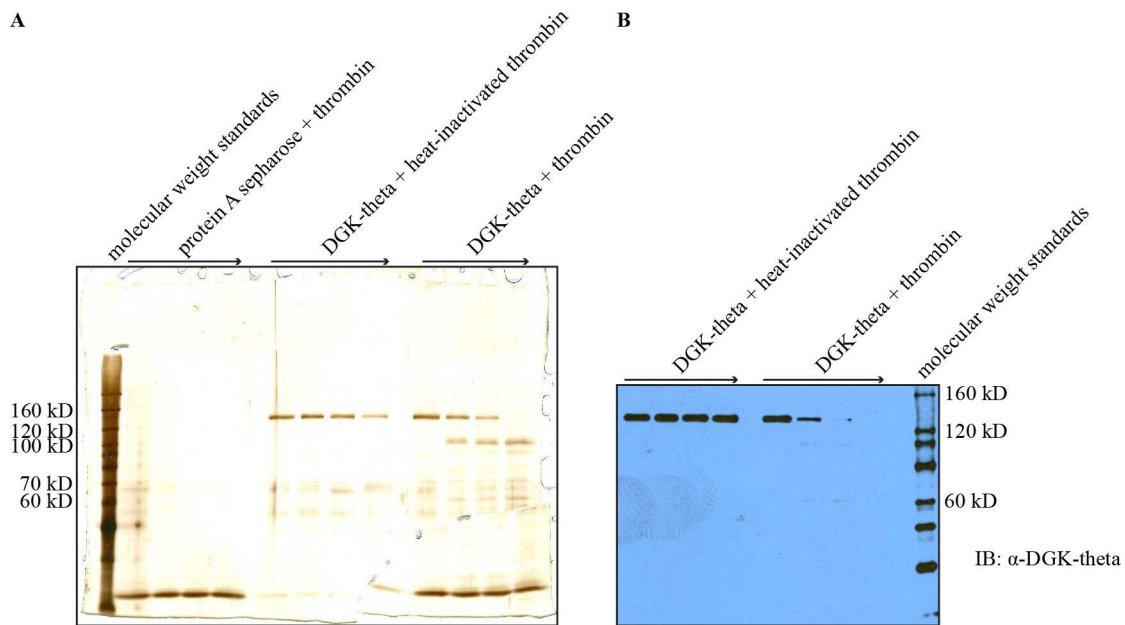 A
B
molecular weight standards
protein A sepharose + thrombin
DGK-theta + heat-inactivated thrombin
DGK-theta + thrombin
DGK-theta + heat-inactivated thrombin
DGK-theta + thrombin
molecular weight standards
160 kD
120 kD
100 kD
70 kD
60 kD
160 kD
120 kD
60 kD
IB: α-DGK-theta